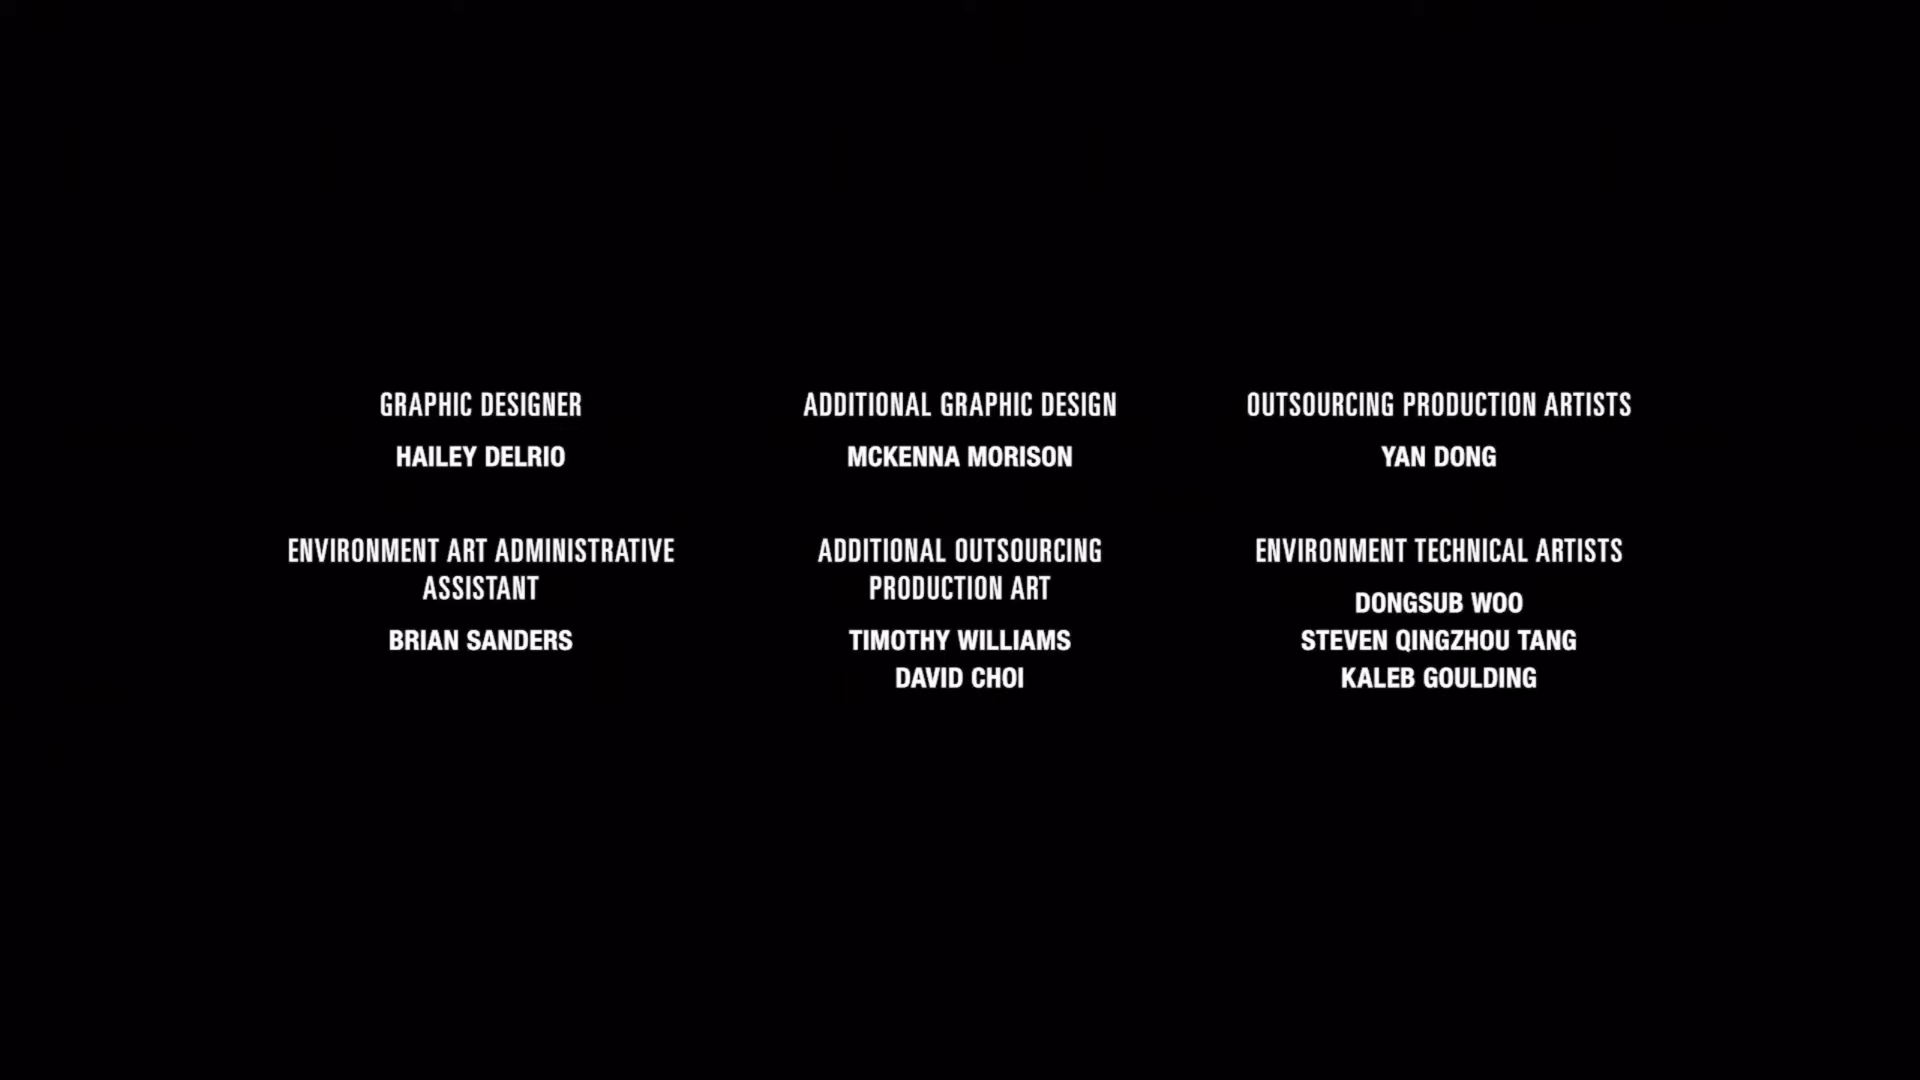 GRAPHIC DESIGNER
HAILEY DELRIO
ADDITIONAL GRAPHIC DESIGN
MCKENNA MORISON
OUTSOURCING PRODUCTION ARTISTS
YAN DONG
ENVIRONMENT ART ADMINISTRATIVE
ASSISTANT
BRIAN SANDERS
ADDITIONAL OUTSOURCING
PRODUCTION ART
TIMOTHY WILLIAMS
DAVID CHOI
ENVIRONMENT TECHNICAL ARTISTS
DONGSUB WOO
STEVEN QINGZHOU TANG
KALEB GOULDING